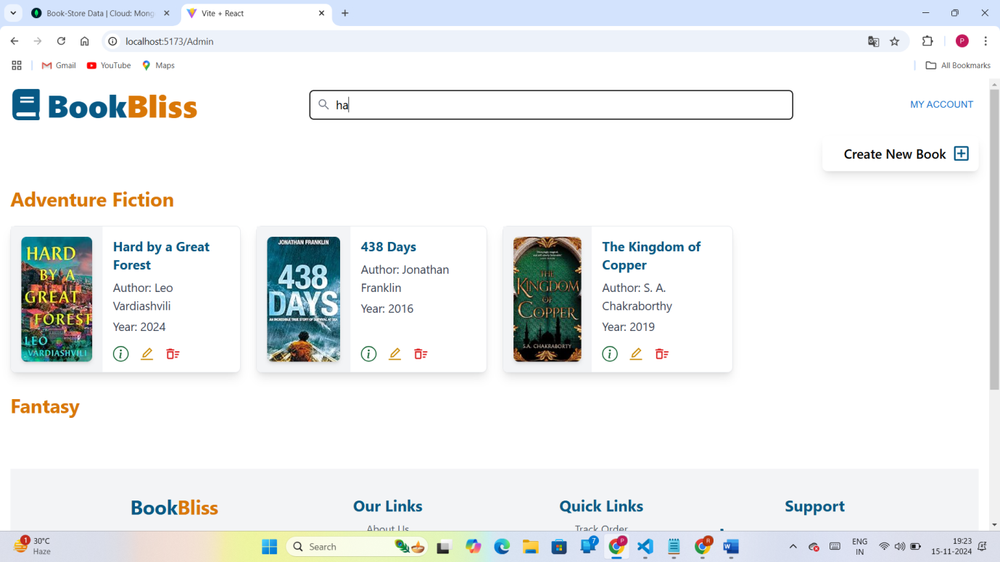 Book-Store Data | Cloud: Mong
Vite + React
localhost:5173/Admin
Gmail
YouTube
Maps
All Bookmarks
BookBliss
ha
MY ACCOUNT
Create New Book
Adventure Fiction
HARD
BY A
GREAT
FOREST
LEO
VARDIASHVILI
Hard by a Great
Forest
Author: Leo
Vardiashvili
Year: 2024
JONATHAN FRANKLIN
438
DAYS
AN INCREDIBLE TRUE STORY OF SURVIVAL AT SEA
438 Days
Author: Jonathan
Franklin
Year: 2016
THE
KINGDOM
OF
COPPER
S.A. CHAKRABORTY
The Kingdom of
Copper
Author: S. A.
Chakraborthy
Year: 2019
Fantasy
BookBliss
Our Links
Quick Links
Support
About Us
Track Order
1
30°C
Haze
Search
7
P
R
ENG
IN
19:23
15-11-2024